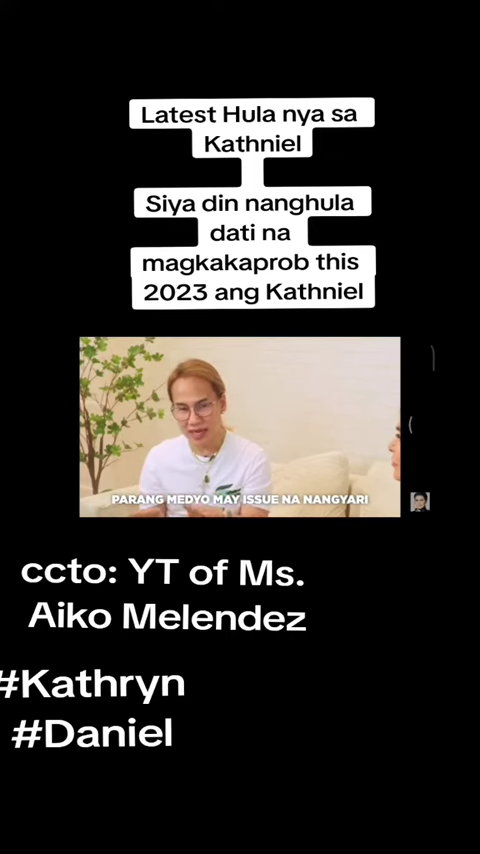 Latest Hula nya sa
Kathniel
Siya din nanghula
dati na
magkakaprob this
2023 ang Kathniel
PARANG MEDYO MAY ISSUE NA NANGYARI
ccto: YT of Ms.
Aiko Melendez
#Kathryn
#Daniel